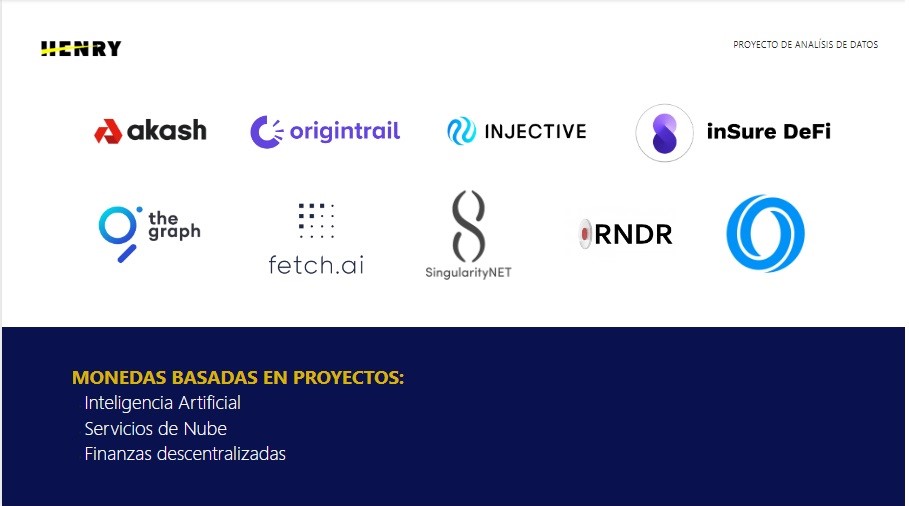 HENRY
PROYECTO DE ANALÍSIS DE DATOS
akash
origintrail
INJECTIVE
inSure DeFi
the
graph
fetch.ai
SingularityNET
RNDR
MONEDAS BASADAS EN PROYECTOS:
Inteligencia Artificial
Servicios de Nube
Finanzas descentralizadas